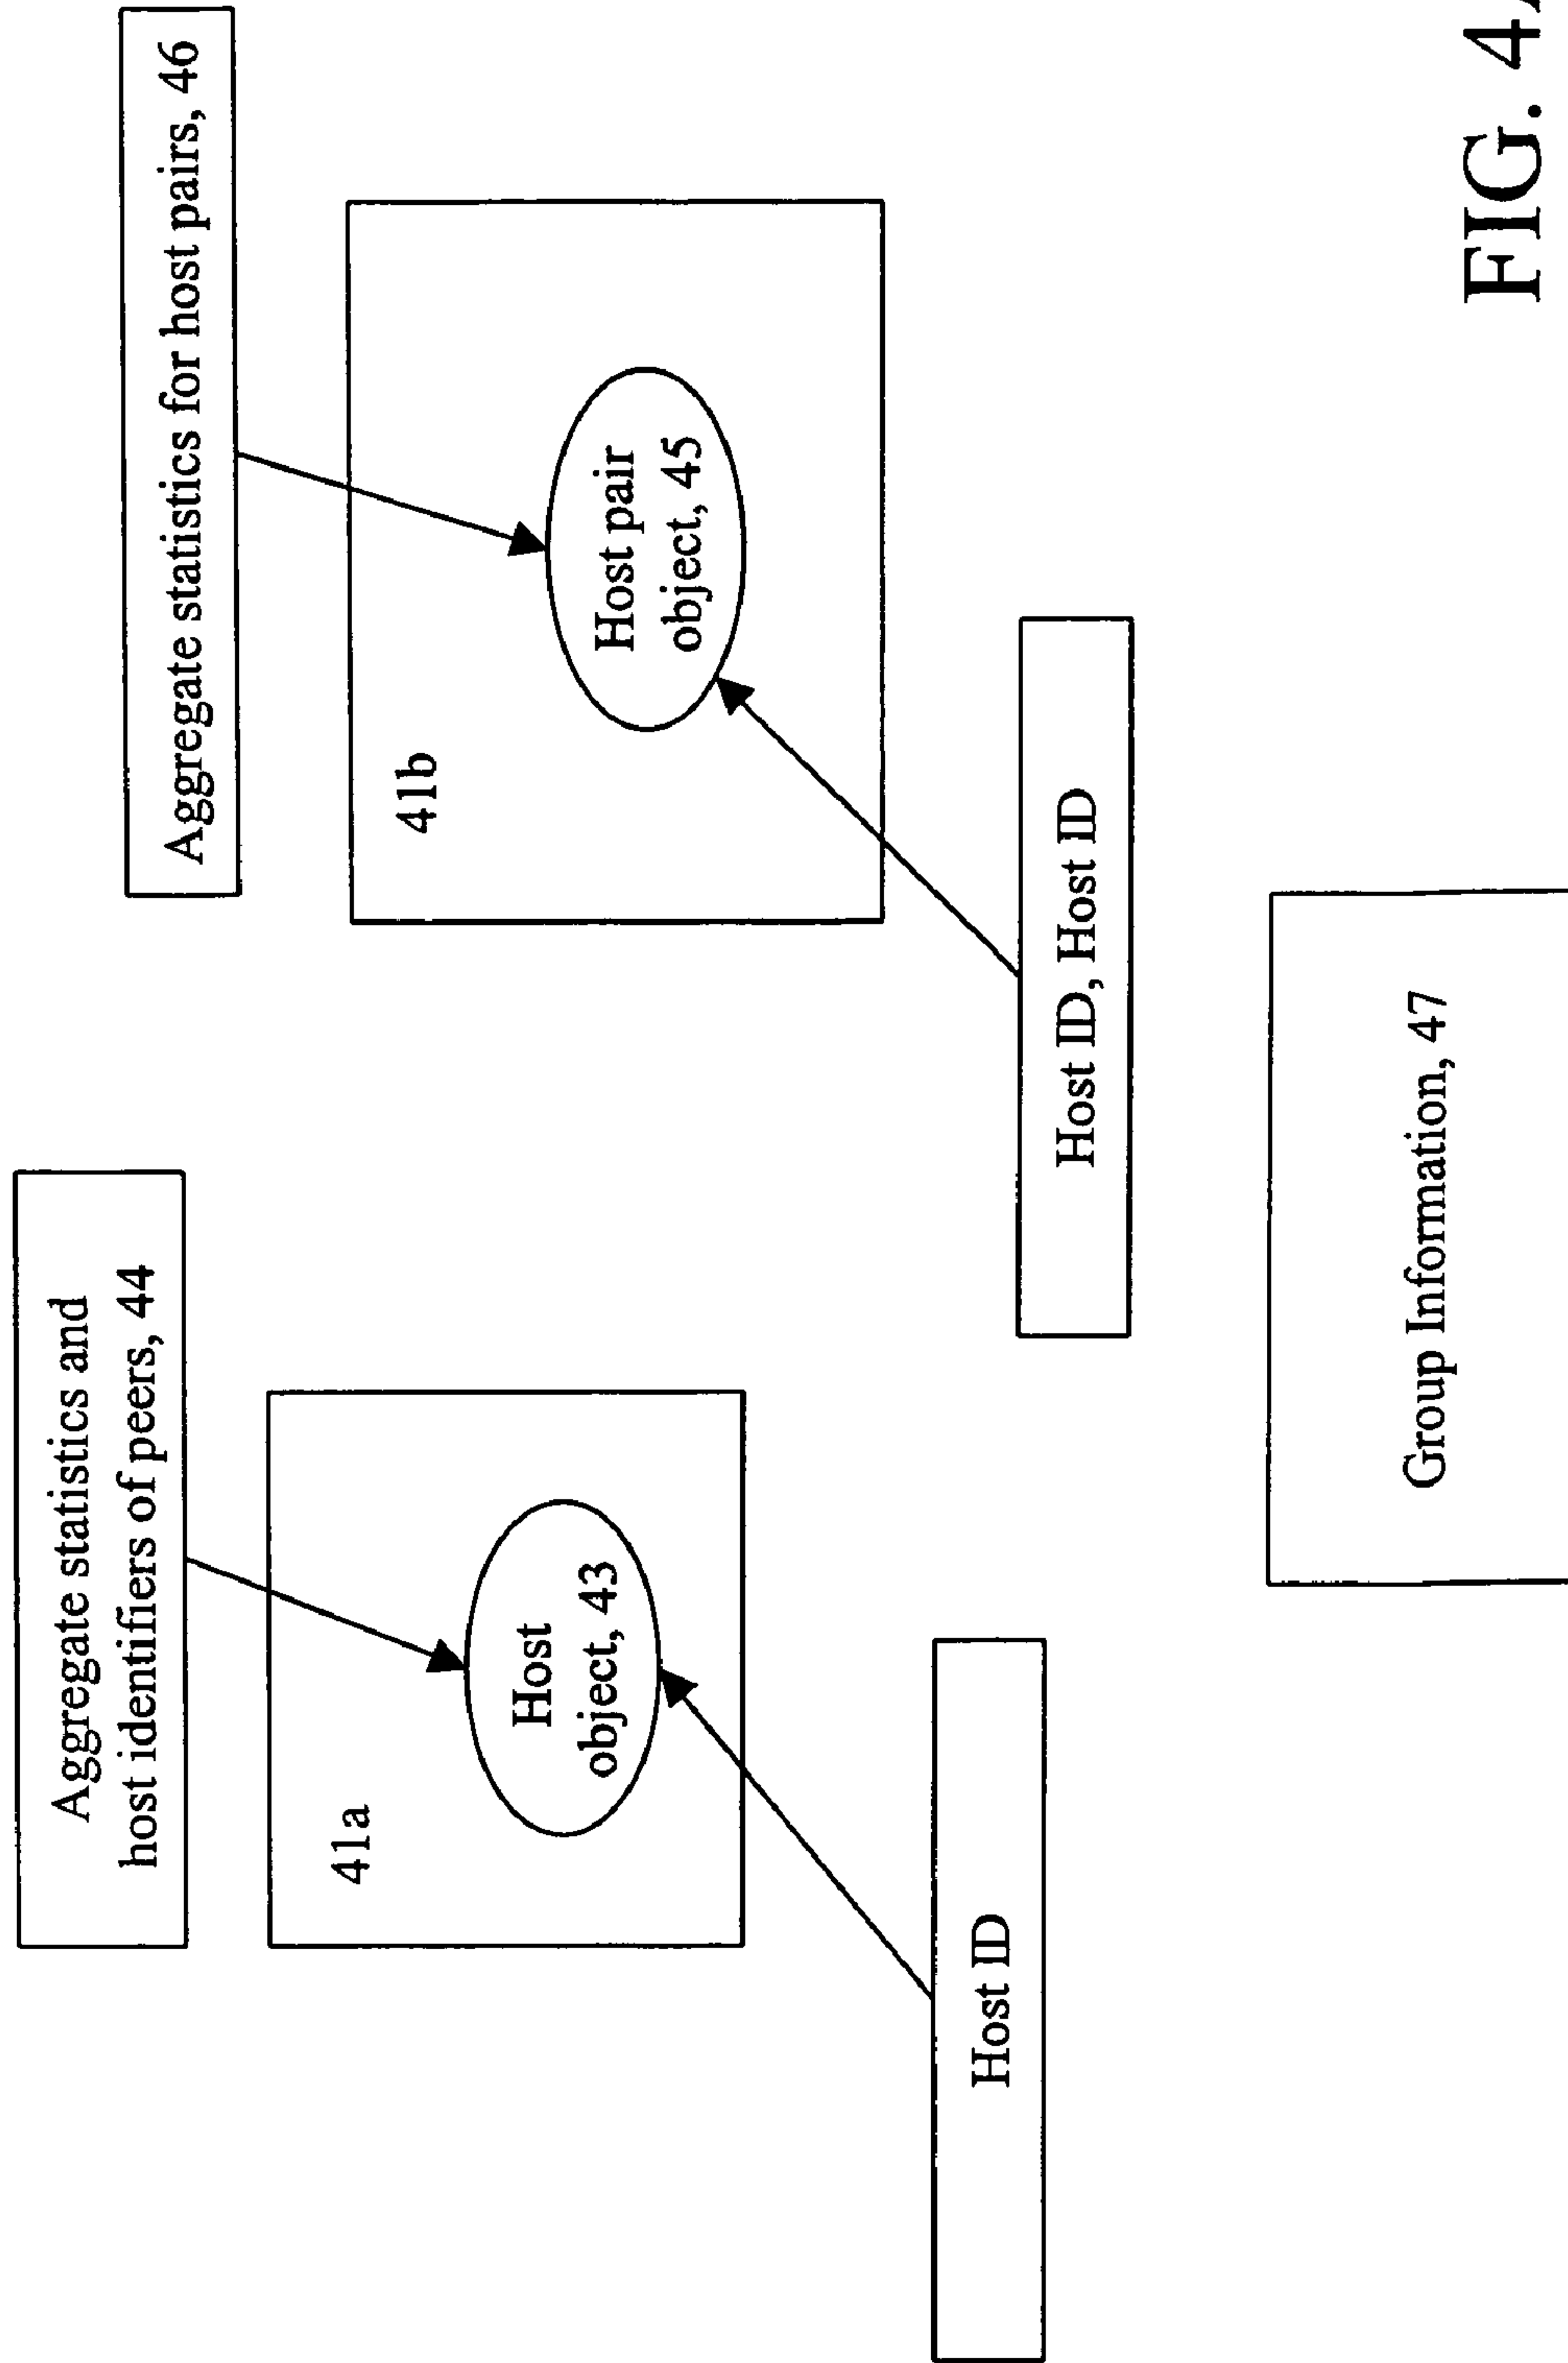 Aggregate statistics and
host identifiers of peers, 44
41a
Host
object, 43
Host ID
Aggregate statistics for host pairs, 46
41b
Host pair
object, 45
Host ID, Host ID
Group Information, 47
FIG. 4